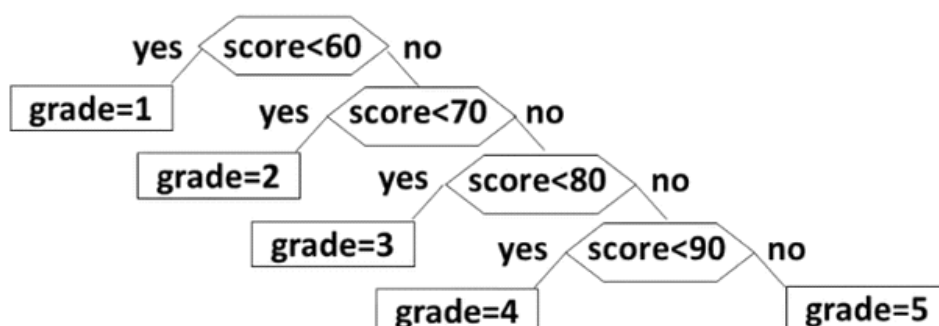 yes score<60 no
grade=1 yes score<70 no
grade=2 yes score<80 no
grade=3 yes score<90 no
grade=4 grade=5